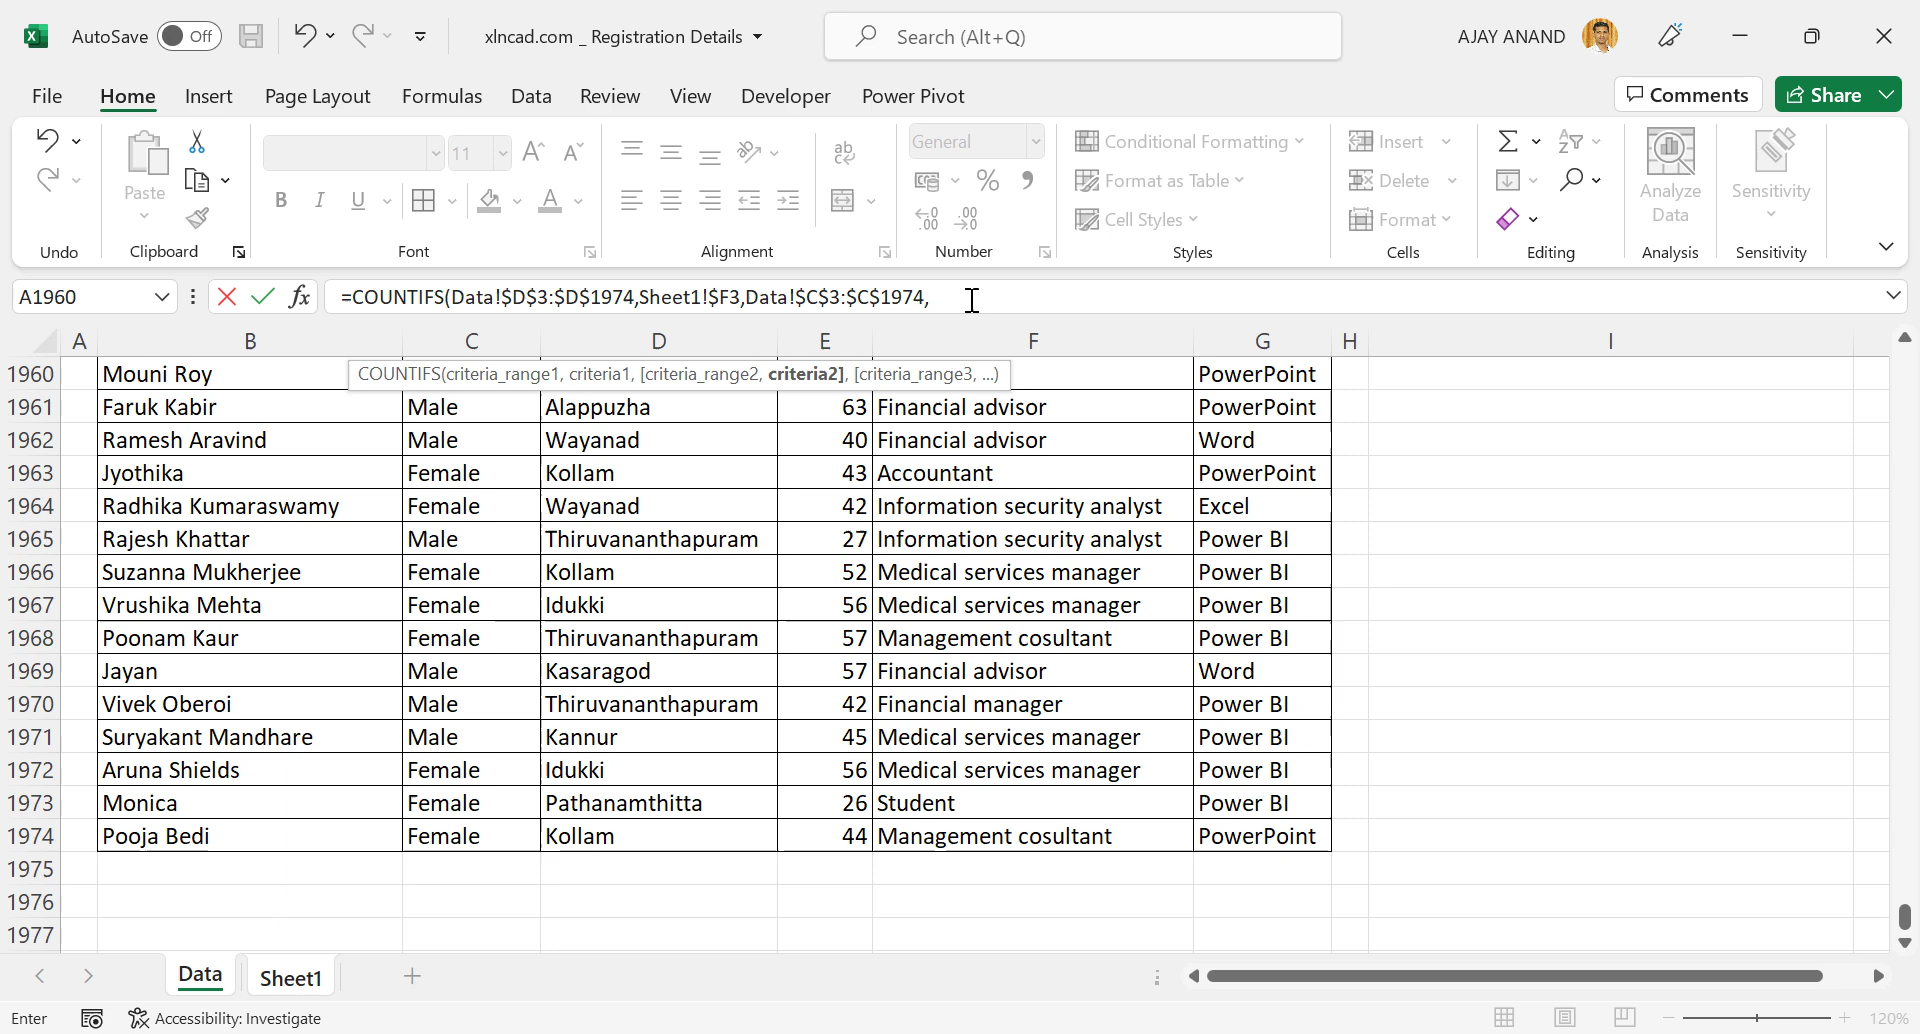 AutoSave Off xlncad.com _ Registration Details Search (Alt+Q) AJAY ANAND
File Home Insert Page Layout Formulas Data Review View Developer Power Pivot Comments Share
Paste 11 General Conditional Formatting Insert Analyze Data Sensitivity
B I U ab % Format as Table Delete
Cell Styles Format
Undo Clipboard Font Alignment Number Styles Cells Editing Analysis Sensitivity
A1960 fx =COUNTIFS(Data!$D$3:$D$1974,Sheet1!$F3,Data!$C$3:$C$1974,
A B C D E F G H I
COUNTIFS(criteria_range1, criteria1, [criteria_range2, criteria2], [criteria_range3, ...)
1960 Mouni Roy PowerPoint
1961 Faruk Kabir Male Alappuzha 63 Financial advisor PowerPoint
1962 Ramesh Aravind Male Wayanad 40 Financial advisor Word
1963 Jyothika Female Kollam 43 Accountant PowerPoint
1964 Radhika Kumaraswamy Female Wayanad 42 Information security analyst Excel
1965 Rajesh Khattar Male Thiruvananthapuram 27 Information security analyst Power BI
1966 Suzanna Mukherjee Female Kollam 52 Medical services manager Power BI
1967 Vrushika Mehta Female Idukki 56 Medical services manager Power BI
1968 Poonam Kaur Female Thiruvananthapuram 57 Management cosultant Power BI
1969 Jayan Male Kasaragod 57 Financial advisor Word
1970 Vivek Oberoi Male Thiruvananthapuram 42 Financial manager Power BI
1971 Suryakant Mandhare Male Kannur 45 Medical services manager Power BI
1972 Aruna Shields Female Idukki 56 Medical services manager Power BI
1973 Monica Female Pathanamthitta 26 Student Power BI
1974 Pooja Bedi Female Kollam 44 Management cosultant PowerPoint
1975
1976
1977
Data Sheet1
Enter Accessibility: Investigate 120%